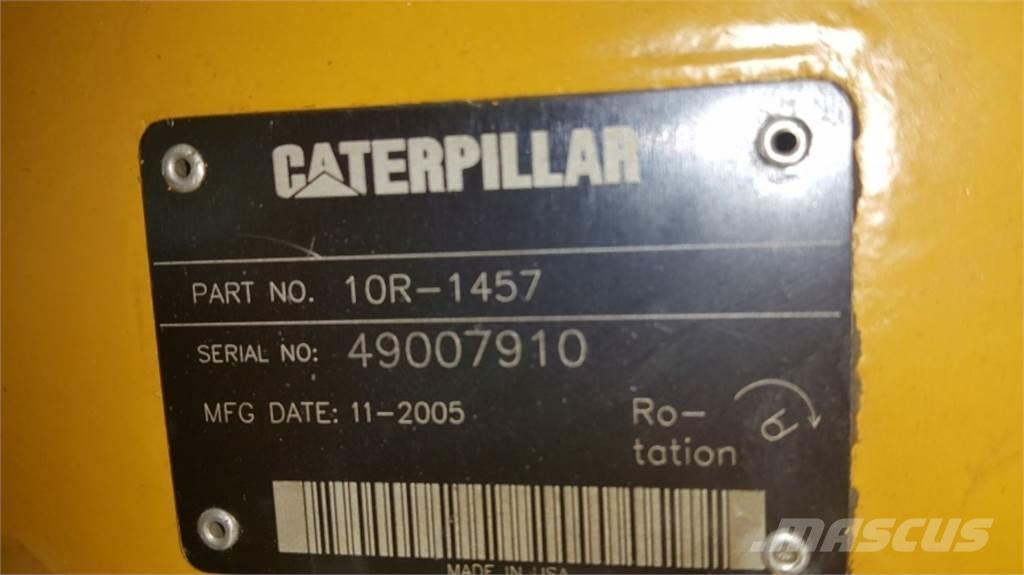 CATERPILLAR
PART NO. 10R-1457
SERIAL NO: 49007910
MFG DATE: 11-2005
Ro-
tation
MADE IN USA
MASCUS